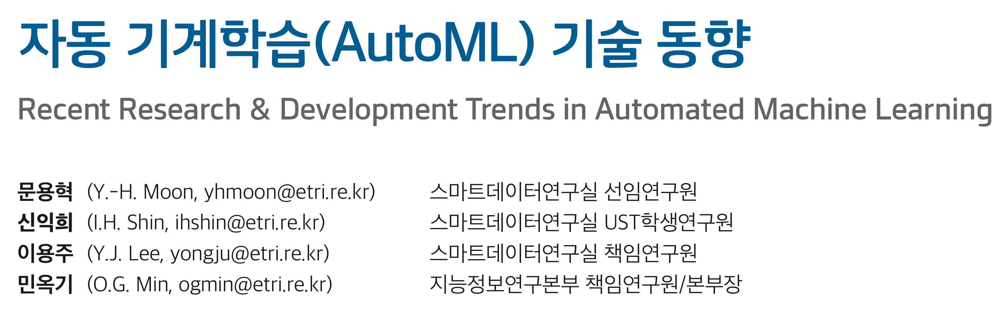 자동 기계학습(AutoML) 기술 동향
Recent Research & Development Trends in Automated Machine Learning
문용혁 (Y.-H. Moon, yhmoon@etri.re.kr) 스마트데이터연구실 선임연구원
신익희 (I.H. Shin, ihshin@etri.re.kr) 스마트데이터연구실 UST학생연구원
이용주 (Y.J. Lee, yongju@etri.re.kr) 스마트데이터연구실 책임연구원
민옥기 (O.G. Min, ogmin@etri.re.kr) 지능정보연구본부 책임연구원/본부장